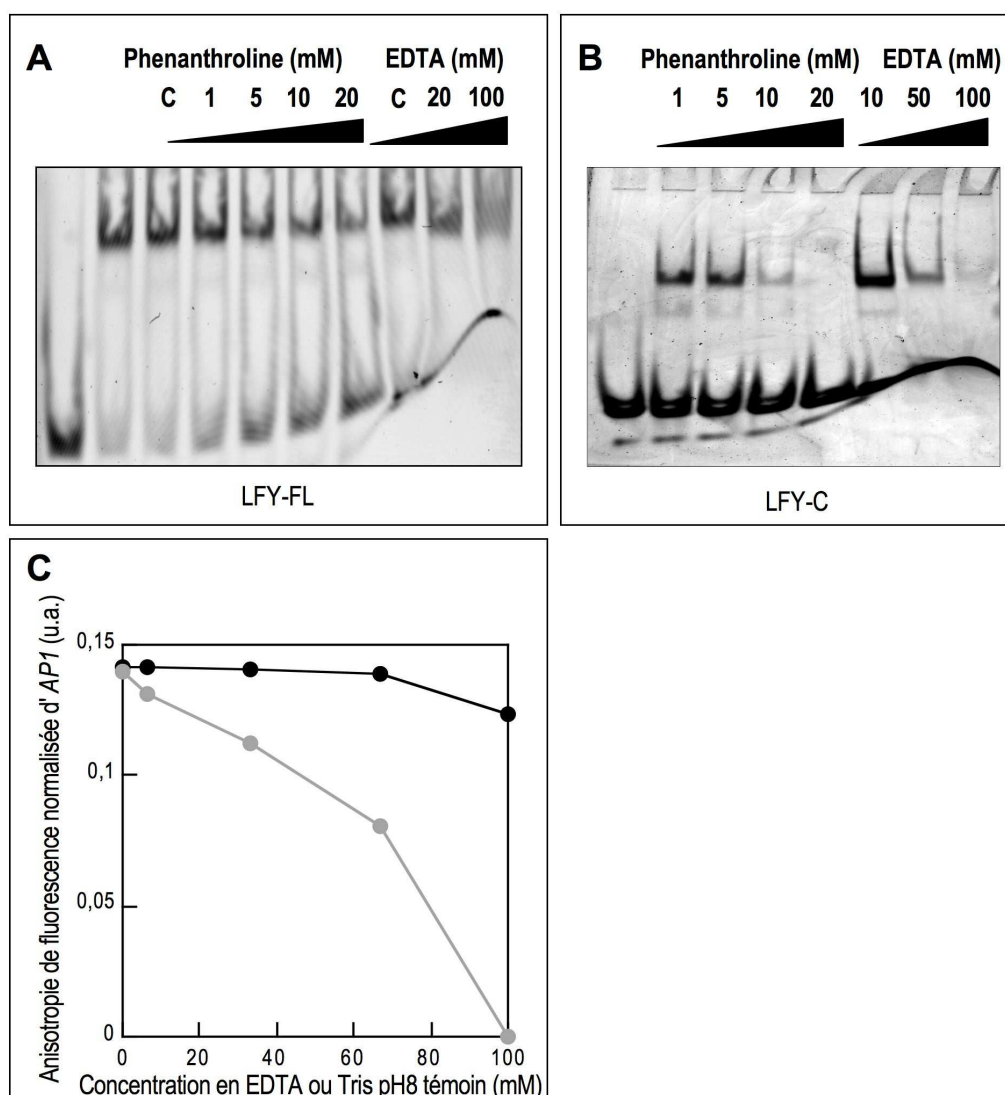 A
Phenanthroline (mM) EDTA (mM)
C 1 5 10 20 C 20 100
LFY-FL
B
Phenanthroline (mM) EDTA (mM)
1 5 10 20 10 50 100
LFY-C
C
Anisotropie de fluorescence normalisée d' AP1 (u.a.)
0,15
0,1
0,05
0
0 20 40 60 80 100
Concentration en EDTA ou Tris pH8 témoin (mM)